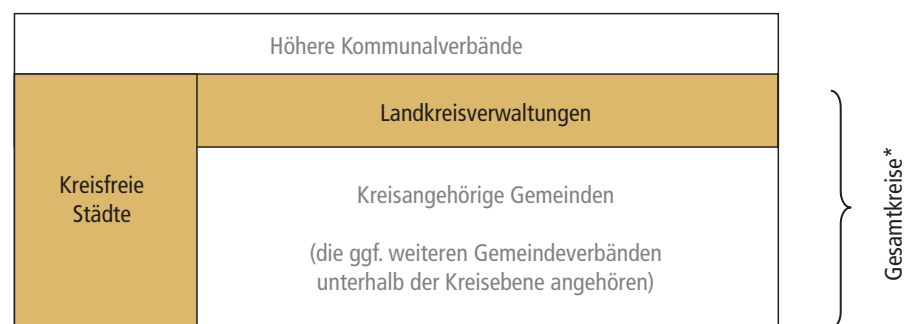 Höhere Kommunalverbände
Landkreisverwaltungen
Kreisfreie
Städte
Kreisangehörige Gemeinden
(die ggf. weiteren Gemeindeverbänden
unterhalb der Kreisebene angehören)
Gesamtkreise*